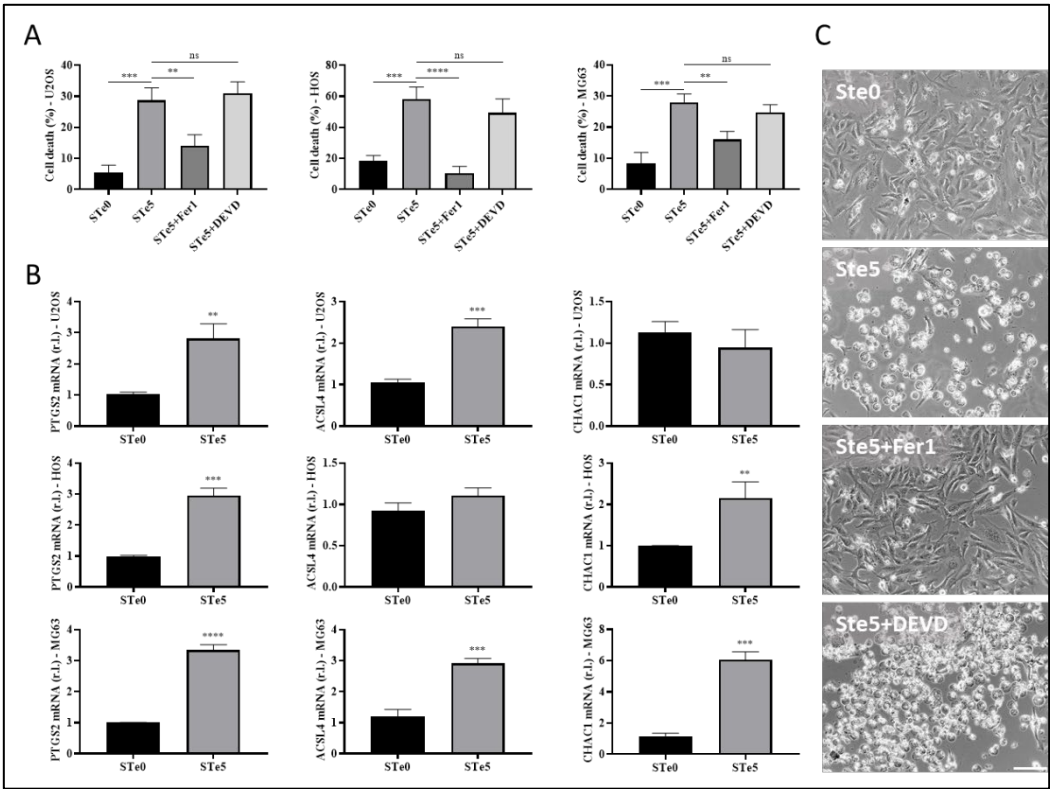 A
C
Cell death (%) - U2OS
40
30
20
10
0
***
**
ns
STe0
STe5
STe5+Fer1
STe5+DEVD
Cell death (%) - HOS
80
60
40
20
0
***
****
ns
STe0
STe5
STe5+Fer1
STe5+DEVD
Cell death (%) - MG63
40
30
20
10
0
***
**
ns
STe0
STe5
STe5+Fer1
STe5+DEVD
B
PTGS2 mRNA (r.l.) - U2OS
4
3
2
1
0
**
STe0
STe5
ACSL4 mRNA (r.l.) - U2OS
3
2
1
0
***
STe0
STe5
CHAC1 mRNA (r.l.) - U2OS
1.5
1.0
0.5
0.0
STe0
STe5
PTGS2 mRNA (r.l.) - HOS
4
3
2
1
0
***
STe0
STe5
ACSL4 mRNA (r.l.) - HOS
1.5
1.0
0.5
0.0
STe0
STe5
CHAC1 mRNA (r.l.) - HOS
3
2
1
0
**
STe0
STe5
PTGS2 mRNA (r.l.) - MG63
4
3
2
1
0
****
STe0
STe5
ACSL4 mRNA (r.l.) - MG63
4
3
2
1
0
***
STe0
STe5
CHAC1 mRNA (r.l.) - MG63
8
6
4
2
0
***
STe0
STe5
Ste0
Ste5
Ste5+Fer1
Ste5+DEVD